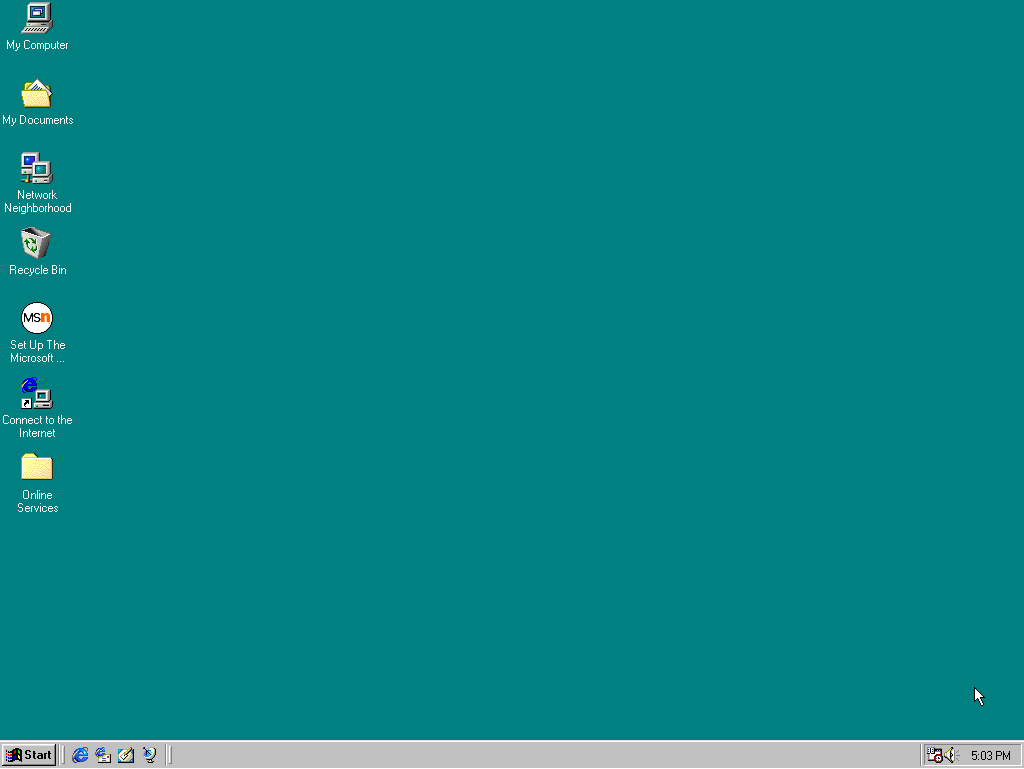 My Computer
My Documents
Network
Neighborhood
Recycle Bin
MSn
Set Up The
Microsoft ...
Connect to the
Internet
Online
Services
Start
5:03 PM